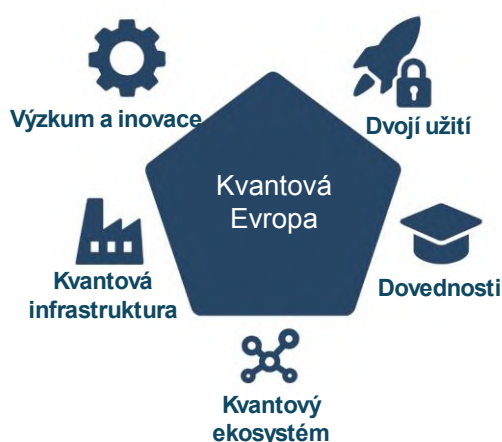 Výzkum a inovace
Dvojí užití
Kvantová
Evropa
Kvantová
infrastruktura
Dovednosti
Kvantový
ekosystém